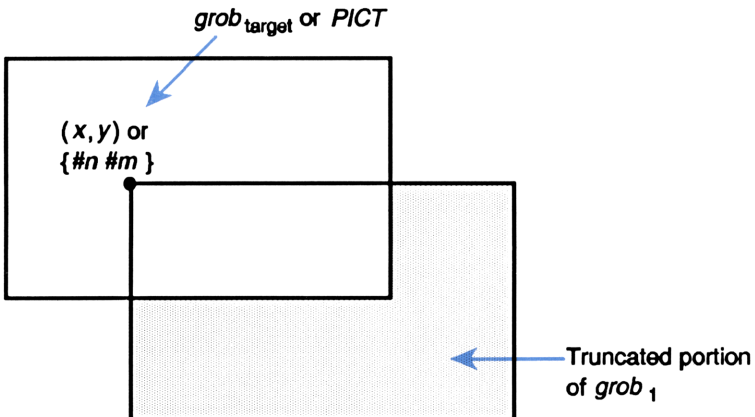 grob target or PICT
(x,y) or
{#n #m }
Truncated portion
of grob 1